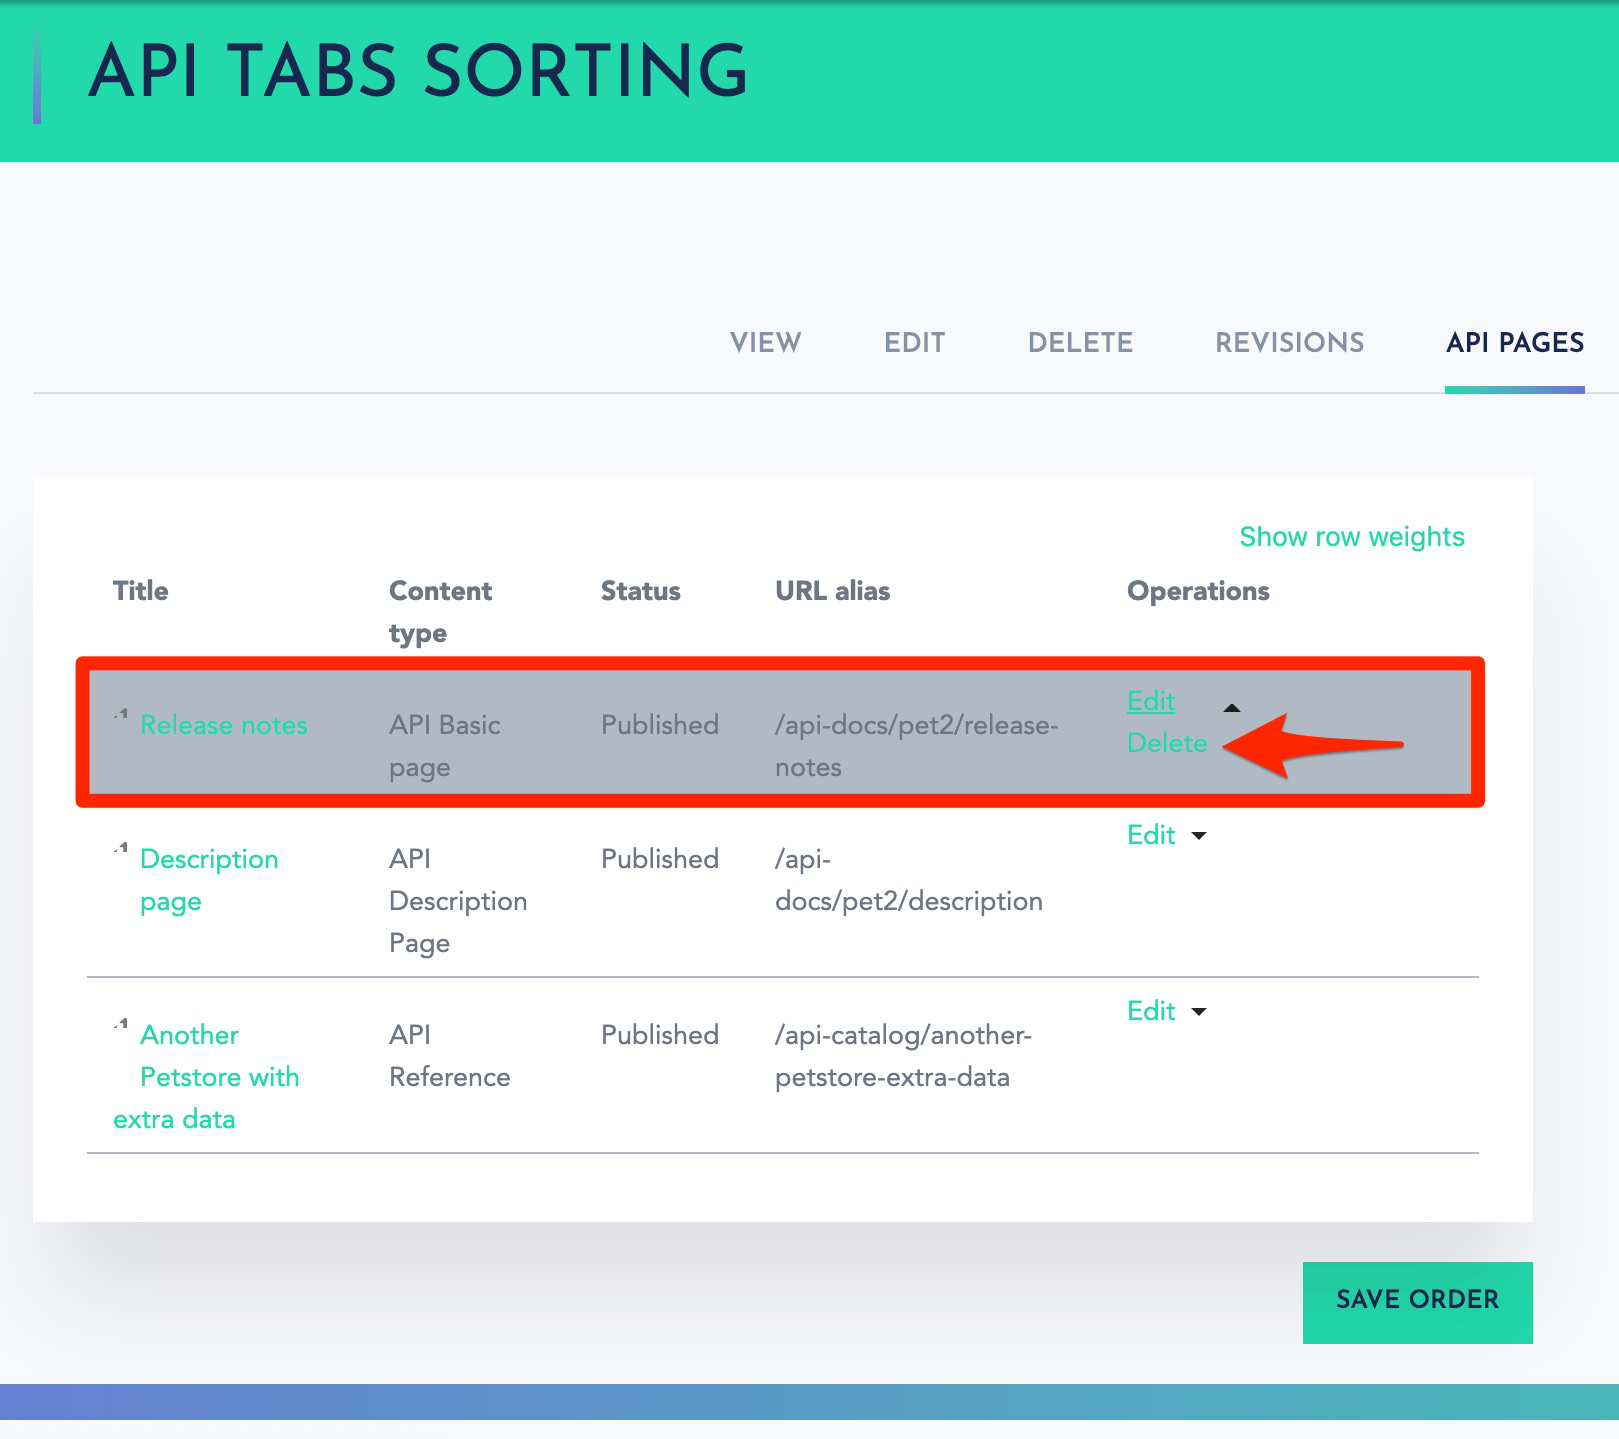 API TABS SORTING
VIEW EDIT DELETE REVISIONS API PAGES
Show row weights
Title Content type Status URL alias Operations
Release notes API Basic page Published /api-docs/pet2/release-notes Edit Delete
Description page API Description Page Published /api-docs/pet2/description Edit
Another Petstore with extra data API Reference Published /api-catalog/another-petstore-extra-data Edit
SAVE ORDER